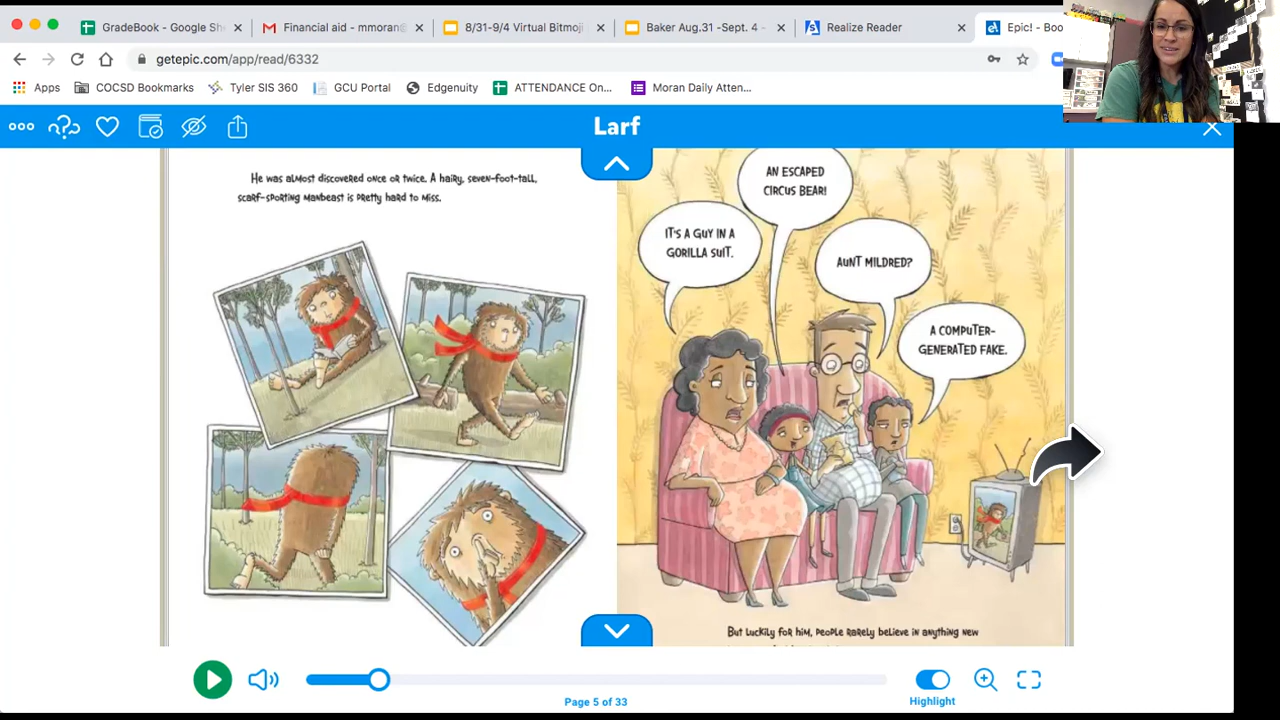 GradeBook - Google She
Financial aid - mmoran@
8/31-9/4 Virtual Bitmoji
Baker Aug.31 -Sept. 4 -
Realize Reader
Epic! - Boo
getepic.com/app/read/6332
Apps
COCSD Bookmarks
Tyler SIS 360
GCU Portal
Edgenuity
ATTENDANCE On...
Moran Daily Atten...
Larf
He was almost discovered once or twice. A hairy, seven-foot-tall,
scarf-sporting manbeast is pretty hard to miss.
AN ESCAPED
CIRCUS BEAR!
IT'S A GUY IN A
GORILLA SUIT.
AUNT MILDRED?
A COMPUTER-
GENERATED FAKE.
But luckily for him, people rarely believe in anything new
Page 5 of 33
Highlight